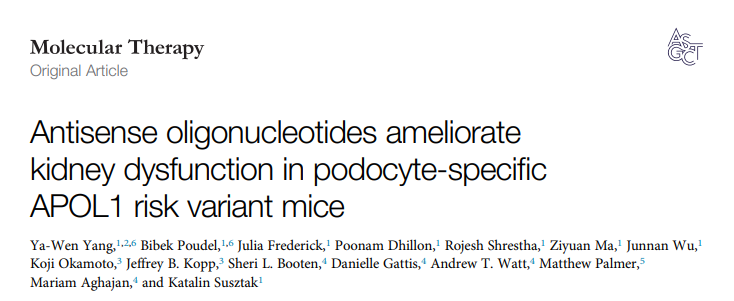 Molecular Therapy
Original Article
ASGCT
Antisense oligonucleotides ameliorate
kidney dysfunction in podocyte-specific
APOL1 risk variant mice
Ya-Wen Yang,1,2,6 Bibek Poudel,1,6 Julia Frederick,1 Poonam Dhillon,1 Rojesh Shrestha,1 Ziyuan Ma,1 Junnan Wu,1
Koji Okamoto,3 Jeffrey B. Kopp,3 Sheri L. Booten,4 Danielle Gattis,4 Andrew T. Watt,4 Matthew Palmer,5
Mariam Aghajan,4 and Katalin Susztak1